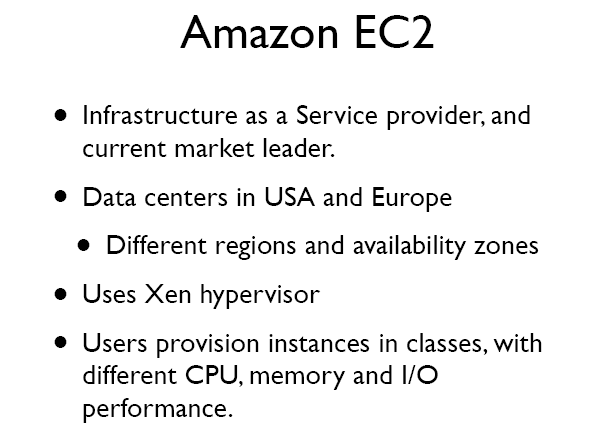 Amazon EC2
• Infrastructure as a Service provider, and
current market leader.
• Data centers in USA and Europe
• Different regions and availability zones
• Uses Xen hypervisor
• Users provision instances in classes, with
different CPU, memory and I/O
performance.